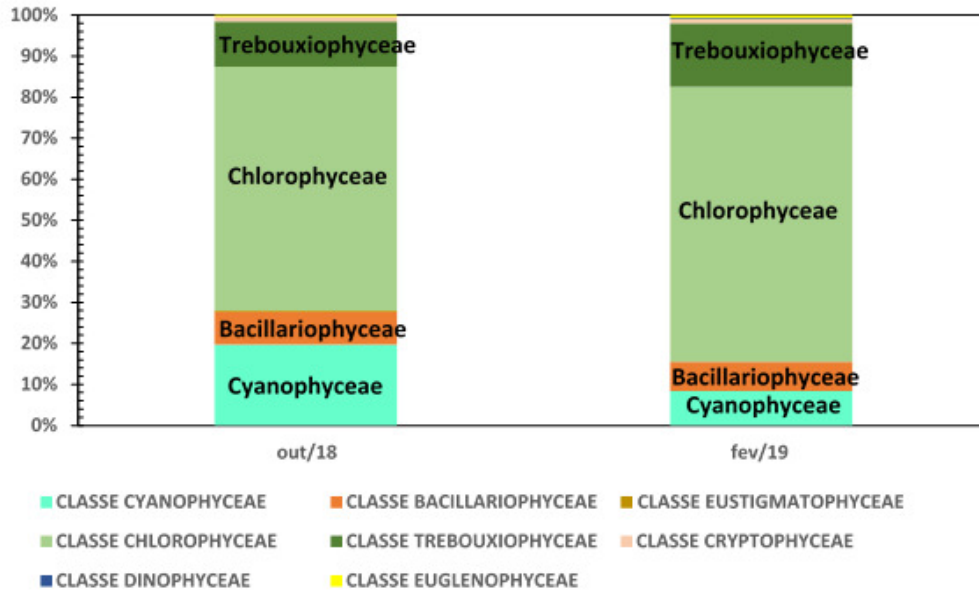 100%
90%
80%
70%
60%
50%
40%
30%
20%
10%
0%
Trebouxiophyceae
Chlorophyceae
Bacillariophyceae
Cyanophyceae
Trebouxiophyceae
Chlorophyceae
Bacillariophyceae
Cyanophyceae
out/18 fev/19
CLASSE CYANOPHYCEAE CLASSE BACILLARIOPHYCEAE CLASSE EUSTIGMATOPHYCEAE
CLASSE CHLOROPHYCEAE CLASSE TREBOUXIOPHYCEAE CLASSE CRYPTOPHYCEAE
CLASSE DINOPHYCEAE CLASSE EUGLENOPHYCEAE